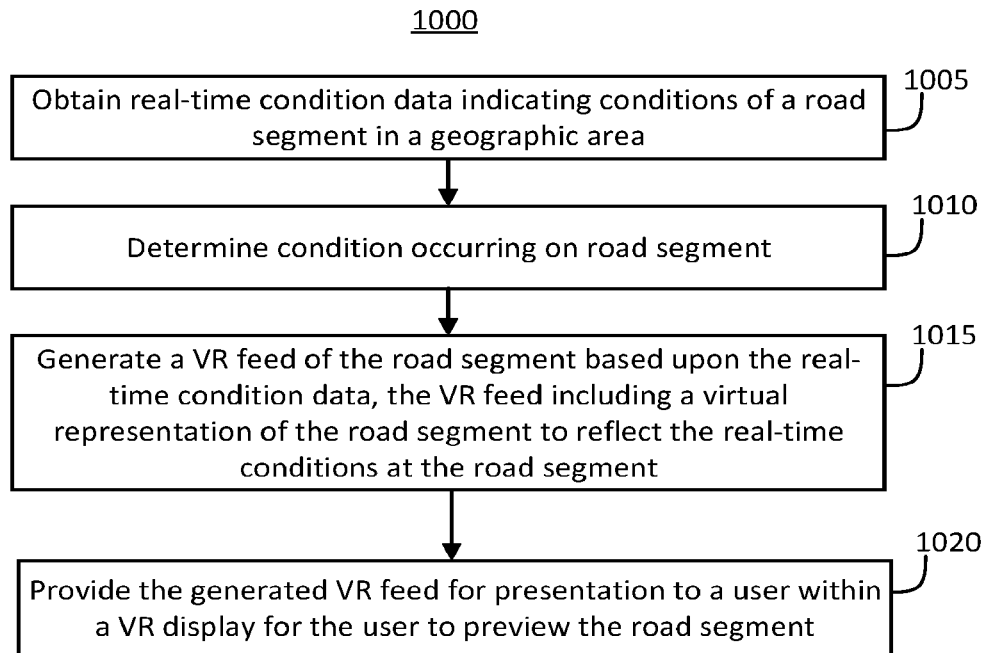 1000
1005
Obtain real-time condition data indicating conditions of a road
segment in a geographic area
1010
Determine condition occurring on road segment
1015
Generate a VR feed of the road segment based upon the real-
time condition data, the VR feed including a virtual
representation of the road segment to reflect the real-time
conditions at the road segment
1020
Provide the generated VR feed for presentation to a user within
a VR display for the user to preview the road segment